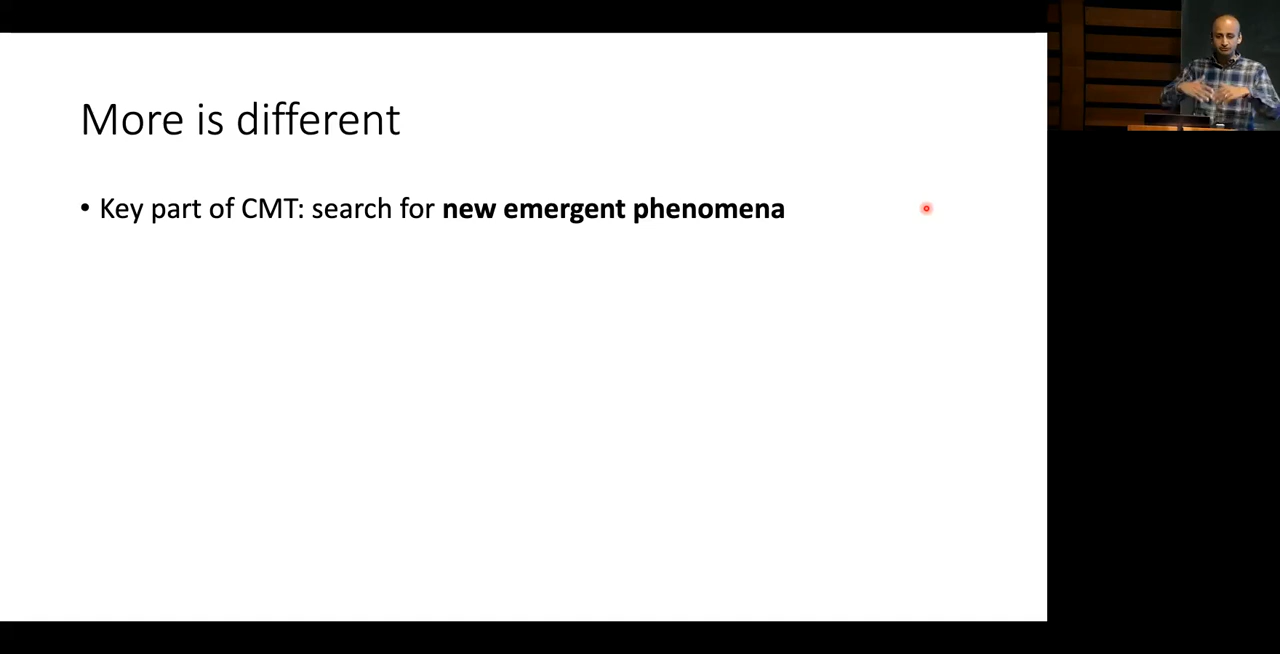 More is different
• Key part of CMT: search for new emergent phenomena